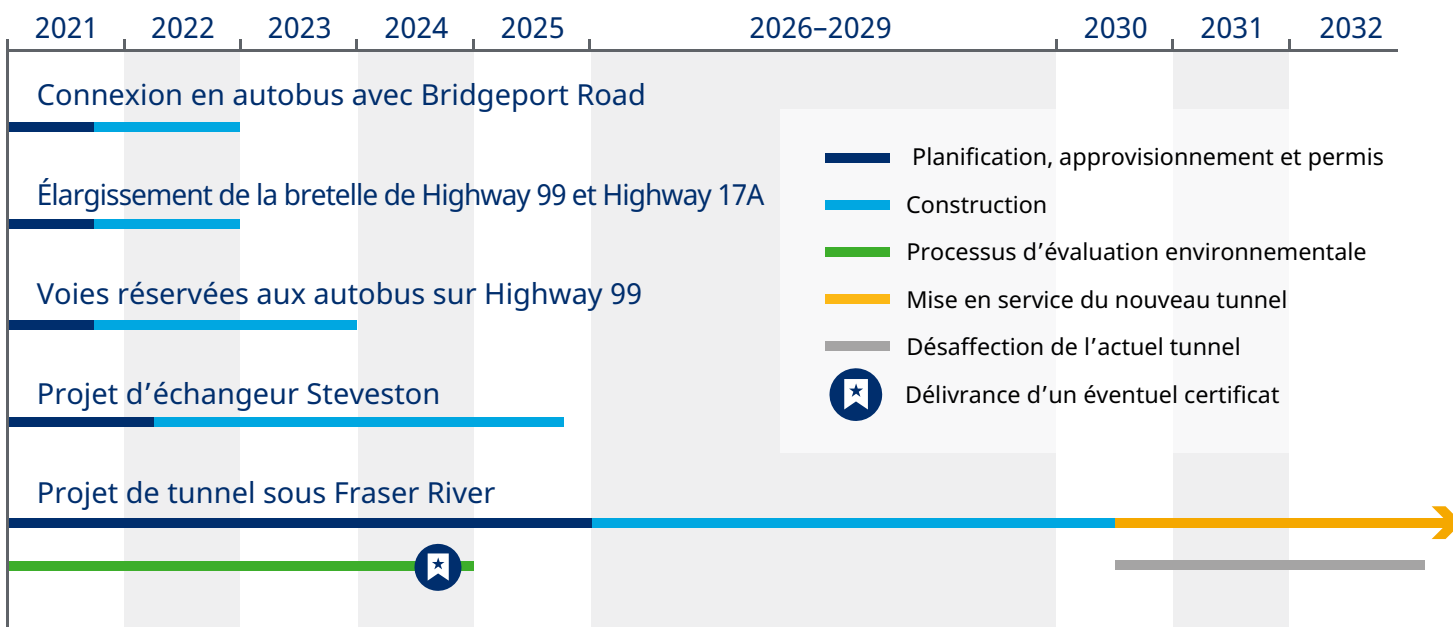 2021 2022 2023 2024 2025 2026–2029 2030 2031 2032
Connexion en autobus avec Bridgeport Road
Élargissement de la bretelle de Highway 99 et Highway 17A
Voies réservées aux autobus sur Highway 99
Projet d’échangeur Steveston
Projet de tunnel sous Fraser River
Planification, approvisionnement et permis
Construction
Processus d’évaluation environnementale
Mise en service du nouveau tunnel
Désaffection de l’actuel tunnel
Délivrance d’un éventuel certificat